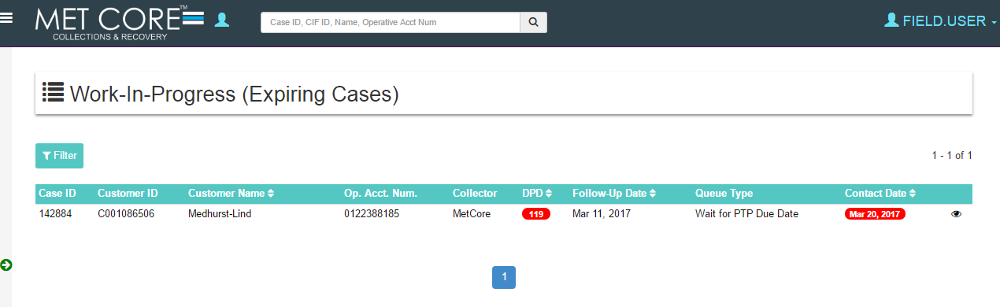 MET CORE™
COLLECTIONS & RECOVERY
Case ID, CIF ID, Name, Operative Acct Num
FIELD.USER
Work-In-Progress (Expiring Cases)
Filter
1 - 1 of 1
Case ID Customer ID Customer Name Op. Acct. Num. Collector DPD Follow-Up Date Queue Type Contact Date
142884 C001086506 Medhurst-Lind 0122388185 MetCore 119 Mar 11, 2017 Wait for PTP Due Date Mar 20, 2017
1